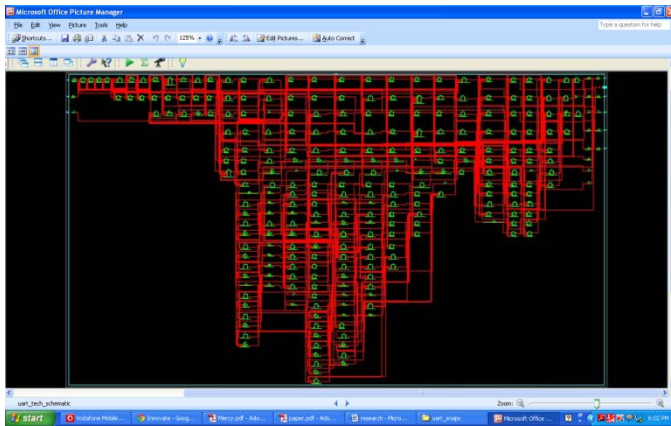 Microsoft Office Picture Manager
File Edit View Picture Tools Help
Type a question for help
Shortcuts... 125% Edit Pictures... Auto Correct
uart_tech_schematic
Zoom:
start Vodafone Mobile ... Innovate - Goog... Mercy.pdf - Ado... paper.pdf - Ado... research - Micro... uart_snaps Microsoft Office ... 6:02 PM